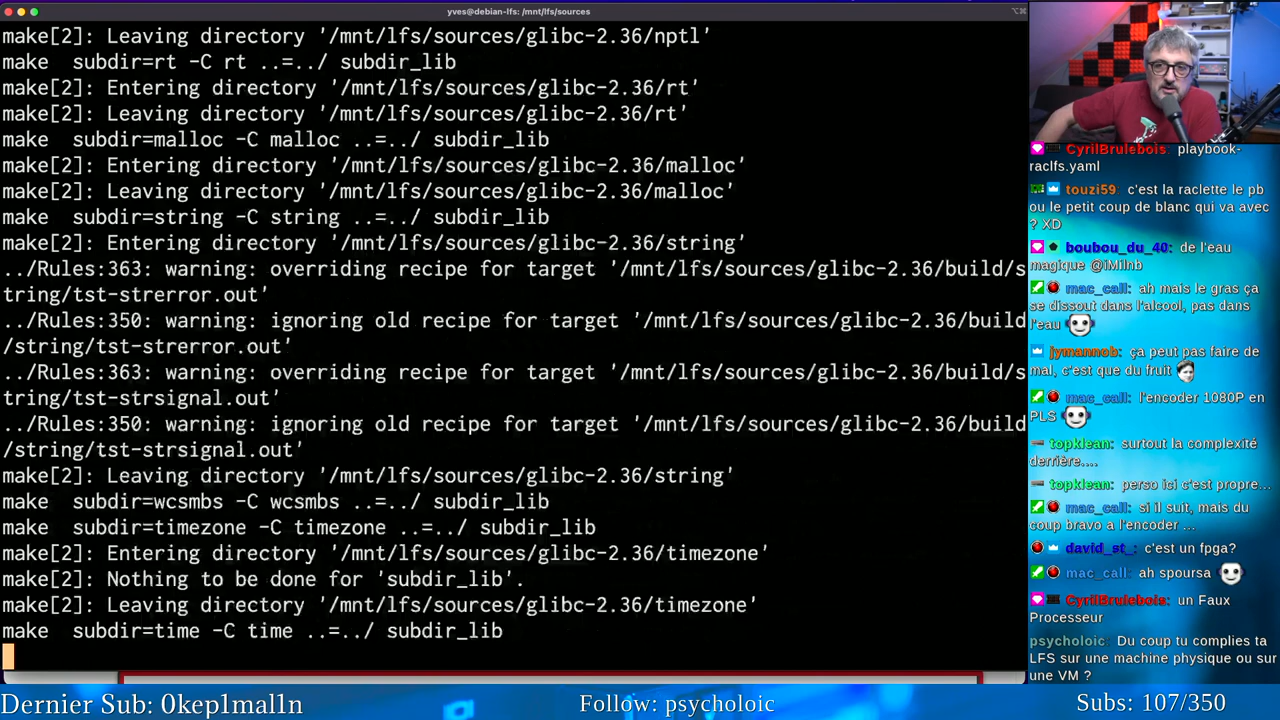 yves@debian-lfs: /mnt/lfs/sources
make[2]: Leaving directory '/mnt/lfs/sources/glibc-2.36/nptl'
make  subdir=rt -C rt ..=../ subdir_lib
make[2]: Entering directory '/mnt/lfs/sources/glibc-2.36/rt'
make[2]: Leaving directory '/mnt/lfs/sources/glibc-2.36/rt'
make  subdir=malloc -C malloc ..=../ subdir_lib
make[2]: Entering directory '/mnt/lfs/sources/glibc-2.36/malloc'
make[2]: Leaving directory '/mnt/lfs/sources/glibc-2.36/malloc'
make  subdir=string -C string ..=../ subdir_lib
make[2]: Entering directory '/mnt/lfs/sources/glibc-2.36/string'
../Rules:363: warning: overriding recipe for target '/mnt/lfs/sources/glibc-2.36/build/s
tring/tst-strerror.out'
../Rules:350: warning: ignoring old recipe for target '/mnt/lfs/sources/glibc-2.36/build
/string/tst-strerror.out'
../Rules:363: warning: overriding recipe for target '/mnt/lfs/sources/glibc-2.36/build/s
tring/tst-strsignal.out'
../Rules:350: warning: ignoring old recipe for target '/mnt/lfs/sources/glibc-2.36/build
/string/tst-strsignal.out'
make[2]: Leaving directory '/mnt/lfs/sources/glibc-2.36/string'
make  subdir=wcsmbs -C wcsmbs ..=../ subdir_lib
make  subdir=timezone -C timezone ..=../ subdir_lib
make[2]: Entering directory '/mnt/lfs/sources/glibc-2.36/timezone'
make[2]: Nothing to be done for 'subdir_lib'.
make[2]: Leaving directory '/mnt/lfs/sources/glibc-2.36/timezone'
make  subdir=time -C time ..=../ subdir_lib
⌥⌘
CyrilBrulebois: playbook-
raclfs.yaml
touzi59: c'est la raclette le pb
ou le petit coup de blanc qui va avec
? XD
boubou_du_40: de l'eau
magique @iMilnb
mac_call: ah mais le gras ça
se dissout dans l'alcool, pas dans
l'eau
jymannob: ça peut pas faire de
mal, c'est que du fruit
mac_call: l'encoder 1080P en
PLS
topklean: surtout la complexité
derrière....
topklean: perso ici c'est propre...
mac_call: si il suit, mais du
coup bravo a l'encoder ...
david_st_: c'est un fpga?
mac_call: ah spoursa
CyrilBrulebois: un Faux
Processeur
psycholoic: Du coup tu complies ta
LFS sur une machine physique ou sur
une VM ?
Dernier Sub: 0kep1mal1n
Follow: psycholoic
Subs: 107/350